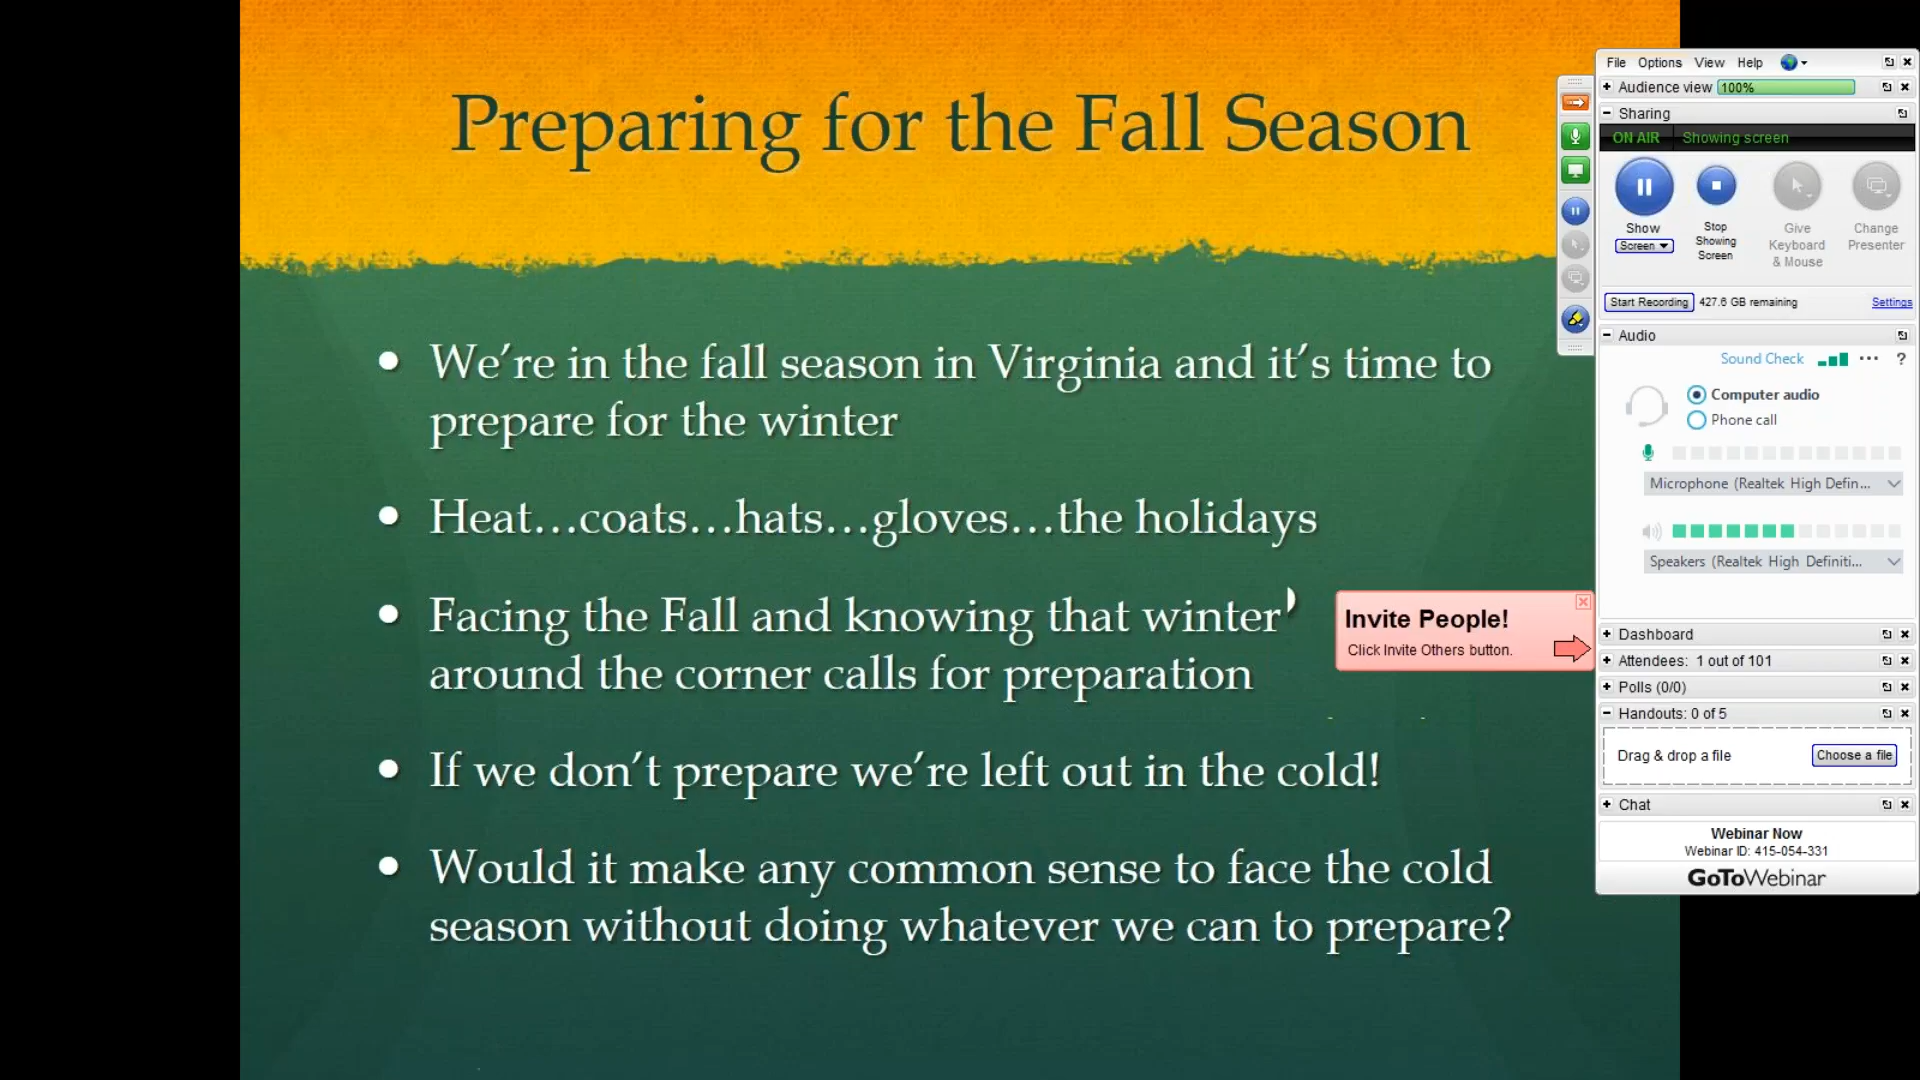 Preparing for the Fall Season
• We’re in the fall season in Virginia and it’s time to
prepare for the winter
• Heat…coats…hats…gloves…the holidays
• Facing the Fall and knowing that winter’
around the corner calls for preparation
• If we don’t prepare we’re left out in the cold!
• Would it make any common sense to face the cold
season without doing whatever we can to prepare?
Invite People!
Click Invite Others button.
File Options View Help
Audience view 100%
Sharing
ON AIR Showing screen
Show
Screen
Stop
Showing
Screen
Give
Keyboard
& Mouse
Change
Presenter
Start Recording 427.6 GB remaining Settings
Audio
Sound Check ... ?
Computer audio
Phone call
Microphone (Realtek High Defin...
Speakers (Realtek High Definiti...
Dashboard
Attendees: 1 out of 101
Polls (0/0)
Handouts: 0 of 5
Drag & drop a file Choose a file
Chat
Webinar Now
Webinar ID: 415-054-331
GoToWebinar